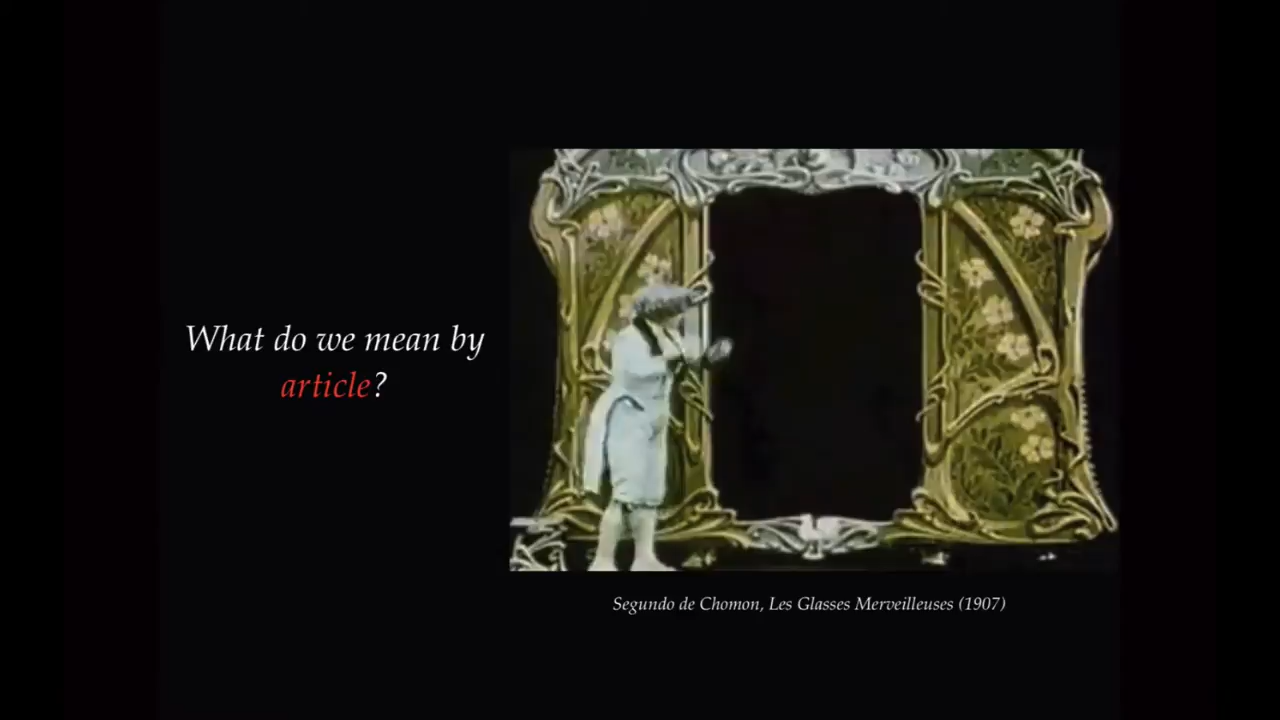 What do we mean by
article?
Segundo de Chomon, Les Glasses Merveilleuses (1907)